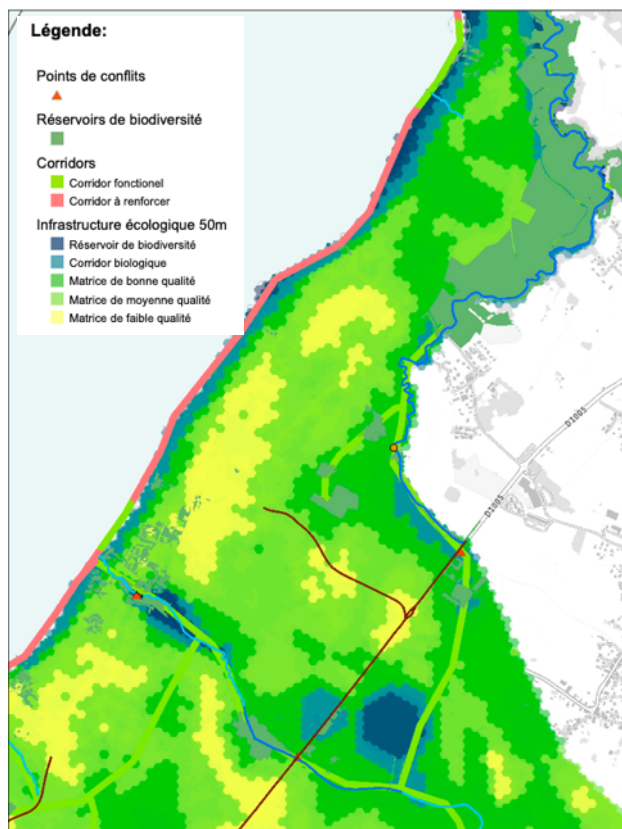 Légende:
Points de conflits
Réservoirs de biodiversité
Corridors
Corridor fonctionel
Corridor à renforcer
Infrastructure écologique 50m
Réservoir de biodiversité
Corridor biologique
Matrice de bonne qualité
Matrice de moyenne qualité
Matrice de faible qualité
D1005
D1005